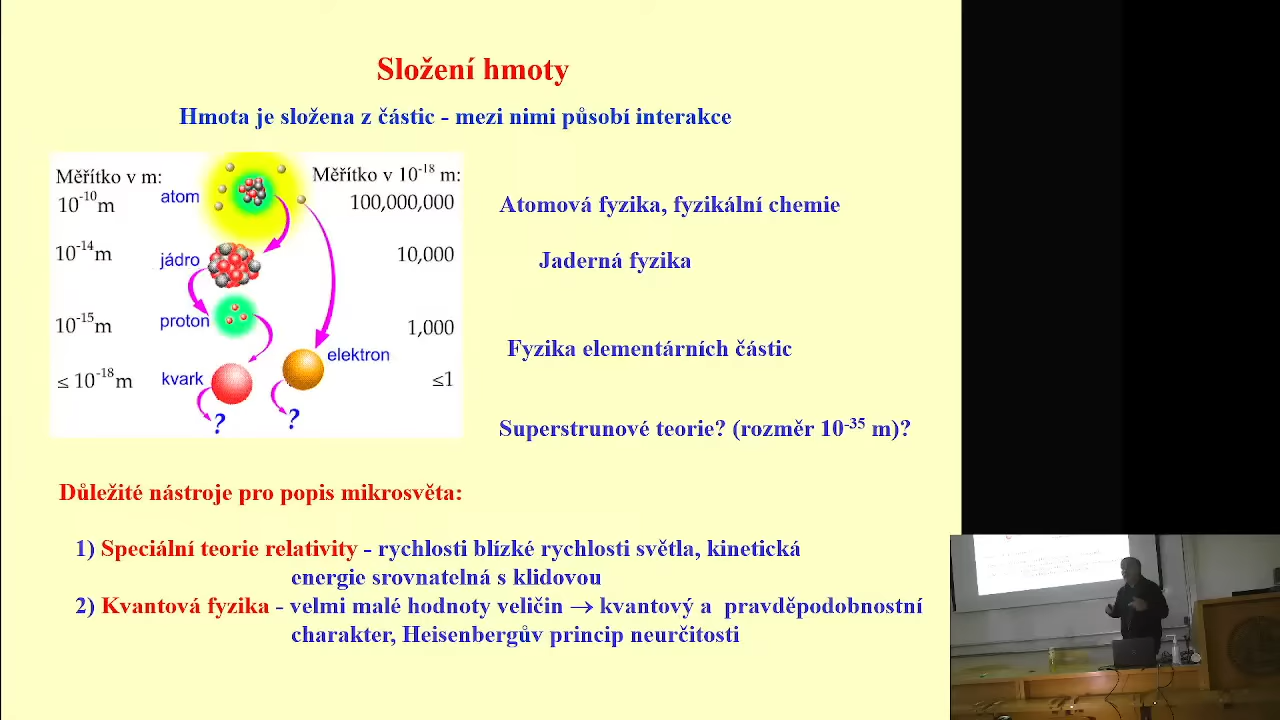 Složení hmoty
Hmota je složena z částic - mezi nimi působí interakce
Měřítko v m:
Měřítko v 10⁻¹⁸ m:
10⁻¹⁰m
atom
100,000,000
Atomová fyzika, fyzikální chemie
10⁻¹⁴m
jádro
10,000
Jaderná fyzika
10⁻¹⁵m
proton
1,000
Fyzika elementárních částic
elektron
≤ 10⁻¹⁸m
kvark
≤1
?
?
Superstrunové teorie? (rozměr 10⁻³⁵ m)?
Důležité nástroje pro popis mikrosvěta:
1) Speciální teorie relativity - rychlosti blízké rychlosti světla, kinetická
energie srovnatelná s klidovou
2) Kvantová fyzika - velmi malé hodnoty veličin → kvantový a pravděpodobnostní
charakter, Heisenbergův princip neurčitosti